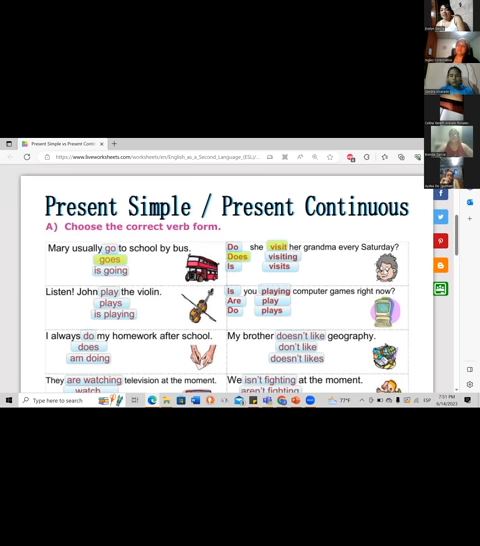 Present Simple vs Present Conti
https://www.liveworksheets.com/worksheets/en/English_as_a_Second_Language_(ESL)/...
Present Simple / Present Continuous
A) Choose the correct verb form.
Mary usually go to school by bus.
goes
is going
Do she visit her grandma every Saturday?
Does visiting
Is visits
Listen! John play the violin.
plays
is playing
Is you playing computer games right now?
Are play
Do plays
I always do my homework after school.
does
am doing
My brother doesn't like geography.
don't like
doesn't likes
They are watching television at the moment.
watch
We isn't fighting at the moment.
aren't fighting
Type here to search
77°F
ESP
7:51 PM
6/14/2023